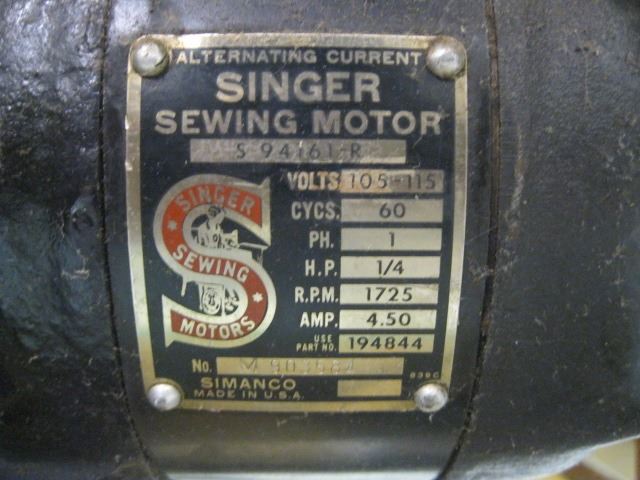 ALTERNATING CURRENT
SINGER
SEWING MOTOR
S 94161-R
VOLTS 105-115
CYCS. 60
PH. 1
H.P. 1/4
R.P.M. 1725
AMP. 4.50
USE
PART NO. 194844
SINGER
SEWING
MOTORS
No.
SIMANCO
MADE IN U.S.A.